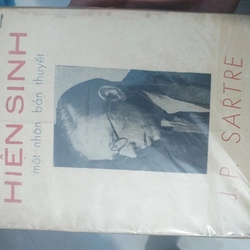 HIỆN SINH
một nhân bản thuyết
J. P. SARTRE